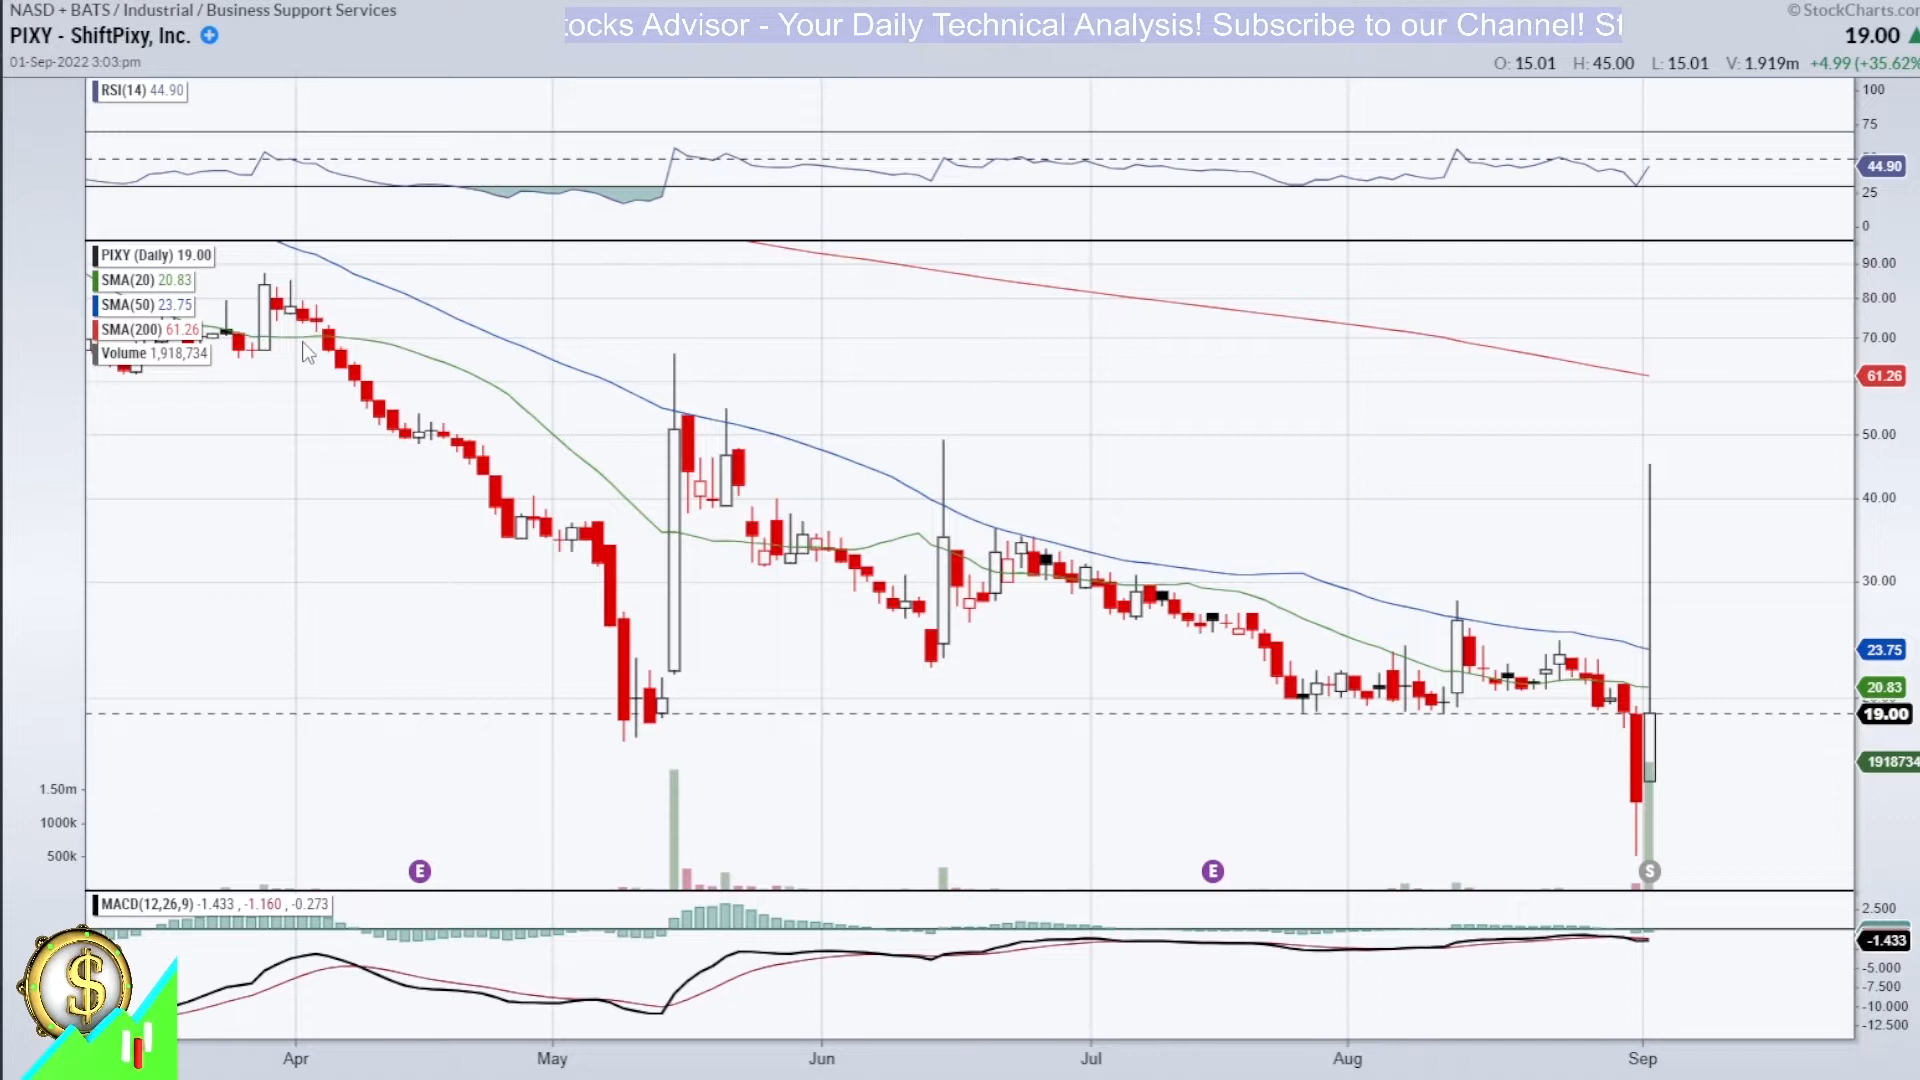 NASD + BATS / Industrial / Business Support Services
© StockCharts.com
PIXY - ShiftPixy, Inc.
tocks Advisor - Your Daily Technical Analysis! Subscribe to our Channel! St
19.00
01-Sep-2022 3:03:pm
O: 15.01 H: 45.00 L: 15.01 V: 1.919m +4.99 (+35.62%
RSI(14) 44.90
100
75
44.90
25
0
PIXY (Daily) 19.00
SMA(20) 20.83
SMA(50) 23.75
SMA(200) 61.26
Volume 1,918,734
90.00
80.00
70.00
61.26
50.00
40.00
30.00
23.75
20.83
19.00
1918734
1.50m
1000k
500k
E
E
S
MACD(12,26,9) -1.433 , -1.160 , -0.273
2.500
-1.433
-5.000
-7.500
-10.000
-12.500
$
Apr May Jun Jul Aug Sep